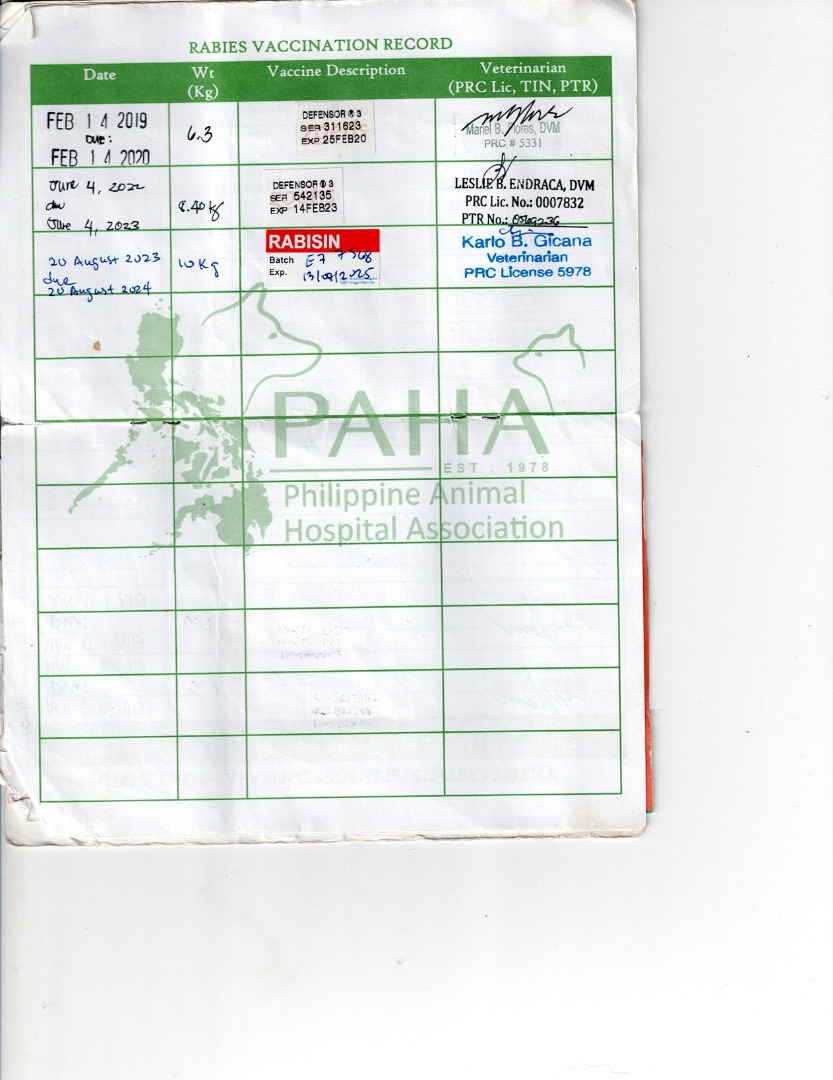 RABIES VACCINATION RECORD
Date Wt (Kg) Vaccine Description Veterinarian (PRC Lic, TIN, PTR)
FEB 14 2019
DUE:
FEB 14 2020
6.3
DEFENSOR ® 3
SER 311623
EXP 25FEB20
Mariel B. Flores, DVM
PRC # 5331
June 4, 2022
due
June 4, 2023
8.40 kg
DEFENSOR ® 3
SER 542135
EXP 14FEB23
LESLIE B. ENDRACA, DVM
PRC Lic. No.: 0007832
PTR No.:
20 August 2023
due
20 August 2024
10 Kg
RABISIN
Batch E7
Exp.
Karlo B. Gicana
Veterinarian
PRC License 5978
PAHA
EST . 1978
Philippine Animal
Hospital Association